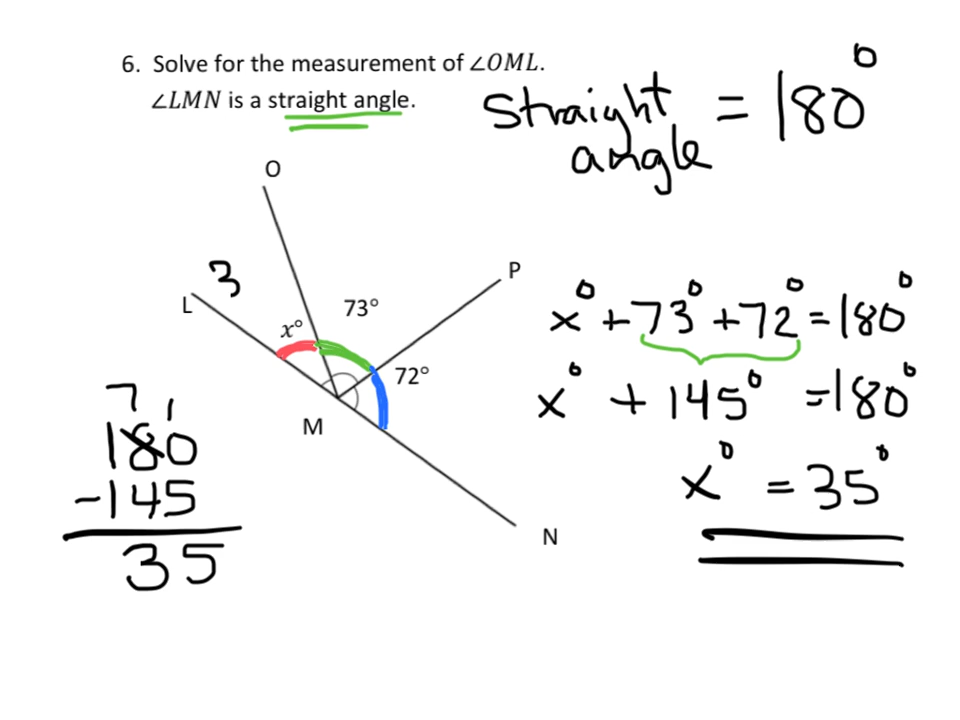 6. Solve for the measurement of ∠OML.
∠LMN is a straight angle.
straight = 180°
angle
O
3
L
P
73°
x°
72°
M
N
x° + 73° + 72° = 180°
x° + 145° = 180°
x° = 35°
7 1
180
-145
35